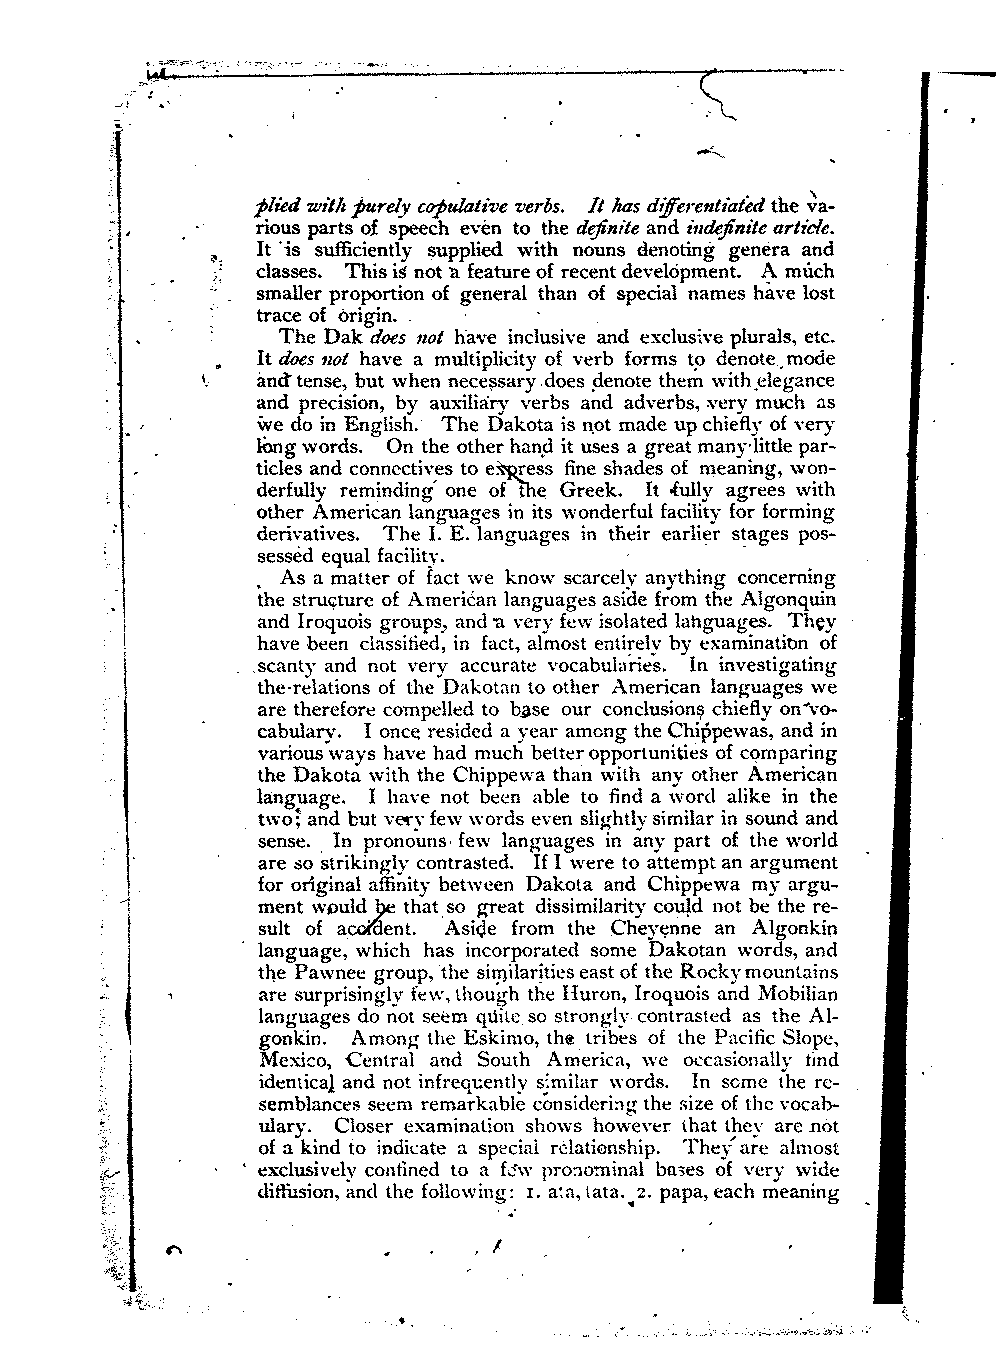 plied with purely copulative verbs. It has differentiated the va-
rious parts of speech even to the definite and indefinite article.
It is sufficiently supplied with nouns denoting genera and
classes. This is not a feature of recent development. A much
smaller proportion of general than of special names have lost
trace of origin.
The Dak does not have inclusive and exclusive plurals, etc.
It does not have a multiplicity of verb forms to denote mode
and tense, but when necessary does denote them with elegance
and precision, by auxiliary verbs and adverbs, very much as
we do in English. The Dakota is not made up chiefly of very
long words. On the other hand it uses a great many little par-
ticles and connectives to express fine shades of meaning, won-
derfully reminding one of the Greek. It fully agrees with
other American languages in its wonderful facility for forming
derivatives. The I. E. languages in their earlier stages pos-
sessed equal facility.
As a matter of fact we know scarcely anything concerning
the structure of American languages aside from the Algonquin
and Iroquois groups, and a very few isolated languages. They
have been classified, in fact, almost entirely by examination of
scanty and not very accurate vocabularies. In investigating
the relations of the Dakotan to other American languages we
are therefore compelled to base our conclusions chiefly on vo-
cabulary. I once resided a year among the Chippewas, and in
various ways have had much better opportunities of comparing
the Dakota with the Chippewa than with any other American
language. I have not been able to find a word alike in the
two; and but very few words even slightly similar in sound and
sense. In pronouns few languages in any part of the world
are so strikingly contrasted. If I were to attempt an argument
for original affinity between Dakota and Chippewa my argu-
ment would be that so great dissimilarity could not be the re-
sult of accident. Aside from the Cheyenne an Algonkin
language, which has incorporated some Dakotan words, and
the Pawnee group, the similarities east of the Rocky mountains
are surprisingly few, though the Huron, Iroquois and Mobilian
languages do not seem quite so strongly contrasted as the Al-
gonkin. Among the Eskimo, the tribes of the Pacific Slope,
Mexico, Central and South America, we occasionally find
identical and not infrequently similar words. In some the re-
semblances seem remarkable considering the size of the vocab-
ulary. Closer examination shows however that they are not
of a kind to indicate a special relationship. They are almost
exclusively confined to a few pronominal bases of very wide
diffusion, and the following: 1. ata, tata. 2. papa, each meaning